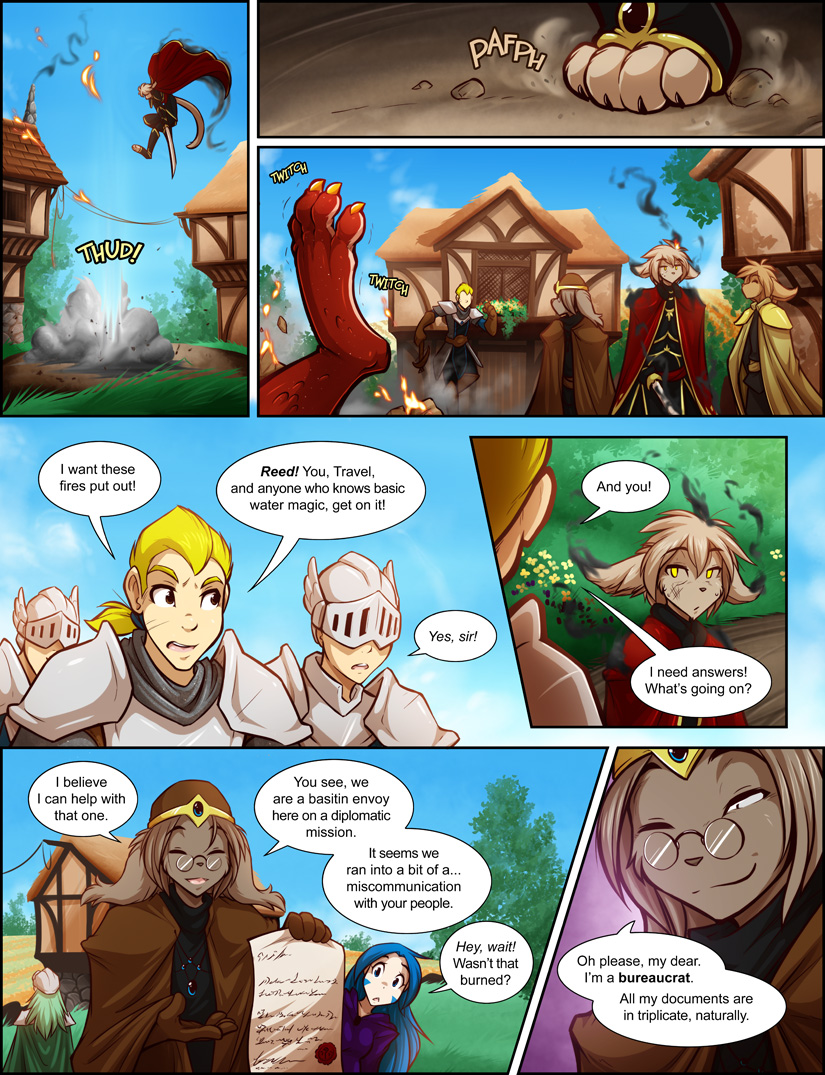 PAFPH
THUD!
TWITCH
TWITCH
I want these
fires put out!
Reed! You, Travel,
and anyone who knows basic
water magic, get on it!
Yes, sir!
And you!
I need answers!
What's going on?
I believe
I can help with
that one.
You see, we
are a basitin envoy
here on a diplomatic
mission.
It seems we
ran into a bit of a...
miscommunication
with your people.
Hey, wait!
Wasn't that
burned?
Oh please, my dear.
I'm a bureaucrat.
All my documents are
in triplicate, naturally.